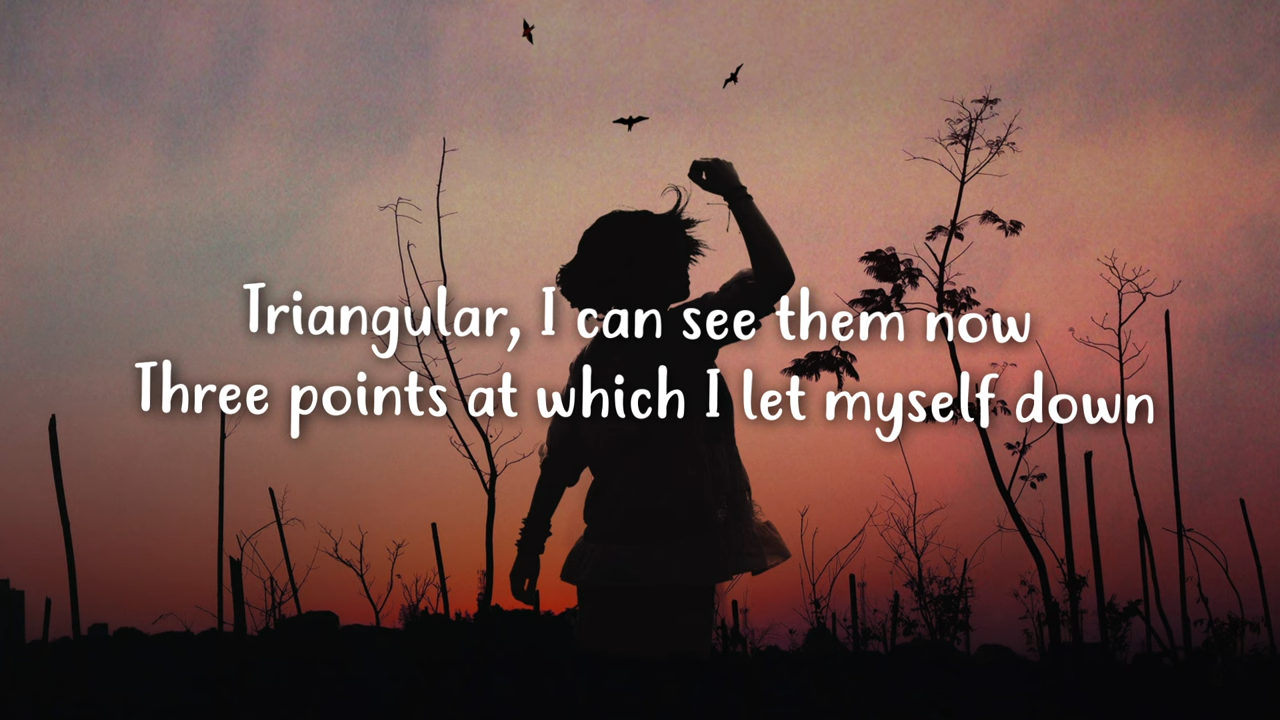 Triangular, I can see them now
Three points at which I let myself down